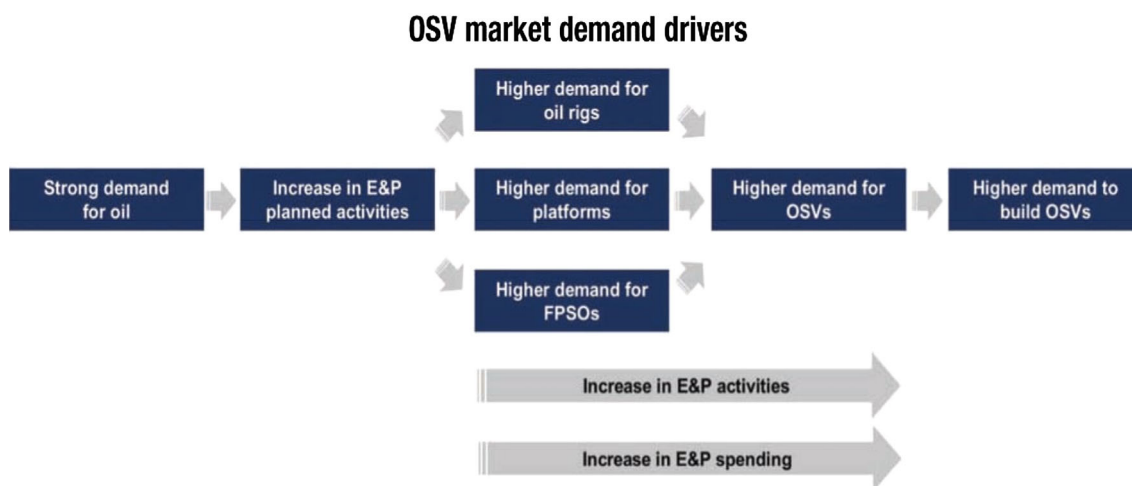 OSV market demand drivers
Higher demand for
oil rigs
Strong demand
for oil
Increase in E&P
planned activities
Higher demand for
platforms
Higher demand for
OSVs
Higher demand to
build OSVs
Higher demand for
FPSOs
Increase in E&P activities
Increase in E&P spending